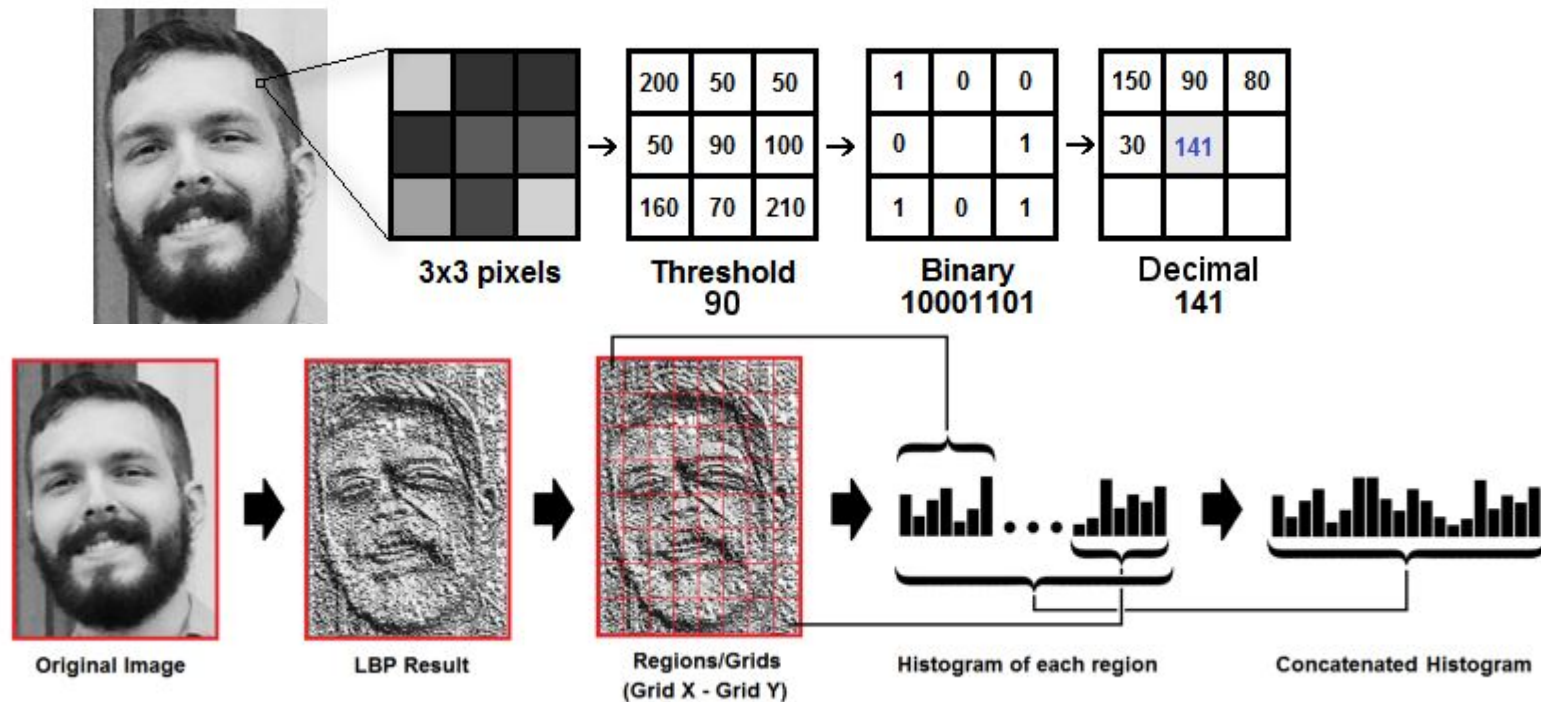 200 50 50
50 90 100
160 70 210
1 0 0
0 1
1 0 1
150 90 80
30 141
3x3 pixels
Threshold
90
Binary
10001101
Decimal
141
Original Image
LBP Result
Regions/Grids
(Grid X - Grid Y)
Histogram of each region
Concatenated Histogram